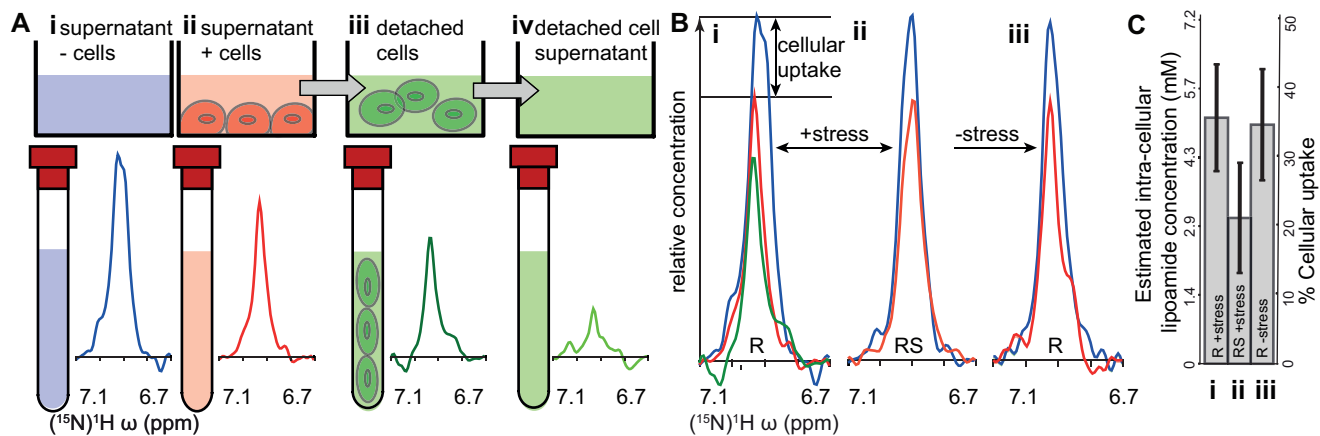 A
i supernatant
- cells
ii supernatant
+ cells
iii detached
cells
iv detached cell
supernatant
7.1 6.7
7.1 6.7
7.1 6.7
7.1 6.7
(¹⁵N)¹H ω (ppm)
B
relative concentration
i
cellular
uptake
ii
iii
+stress
-stress
R
RS
R
7.1 6.7
7.1 6.7
7.1 6.7
(¹⁵N)¹H ω (ppm)
C
Estimated intra-cellular
lipoamide concentration (mM)
7.2
5.7
4.3
2.9
1.4
0
R +stress
RS +stress
R -stress
50
40
30
20
10
0
% Cellular uptake
i ii iii